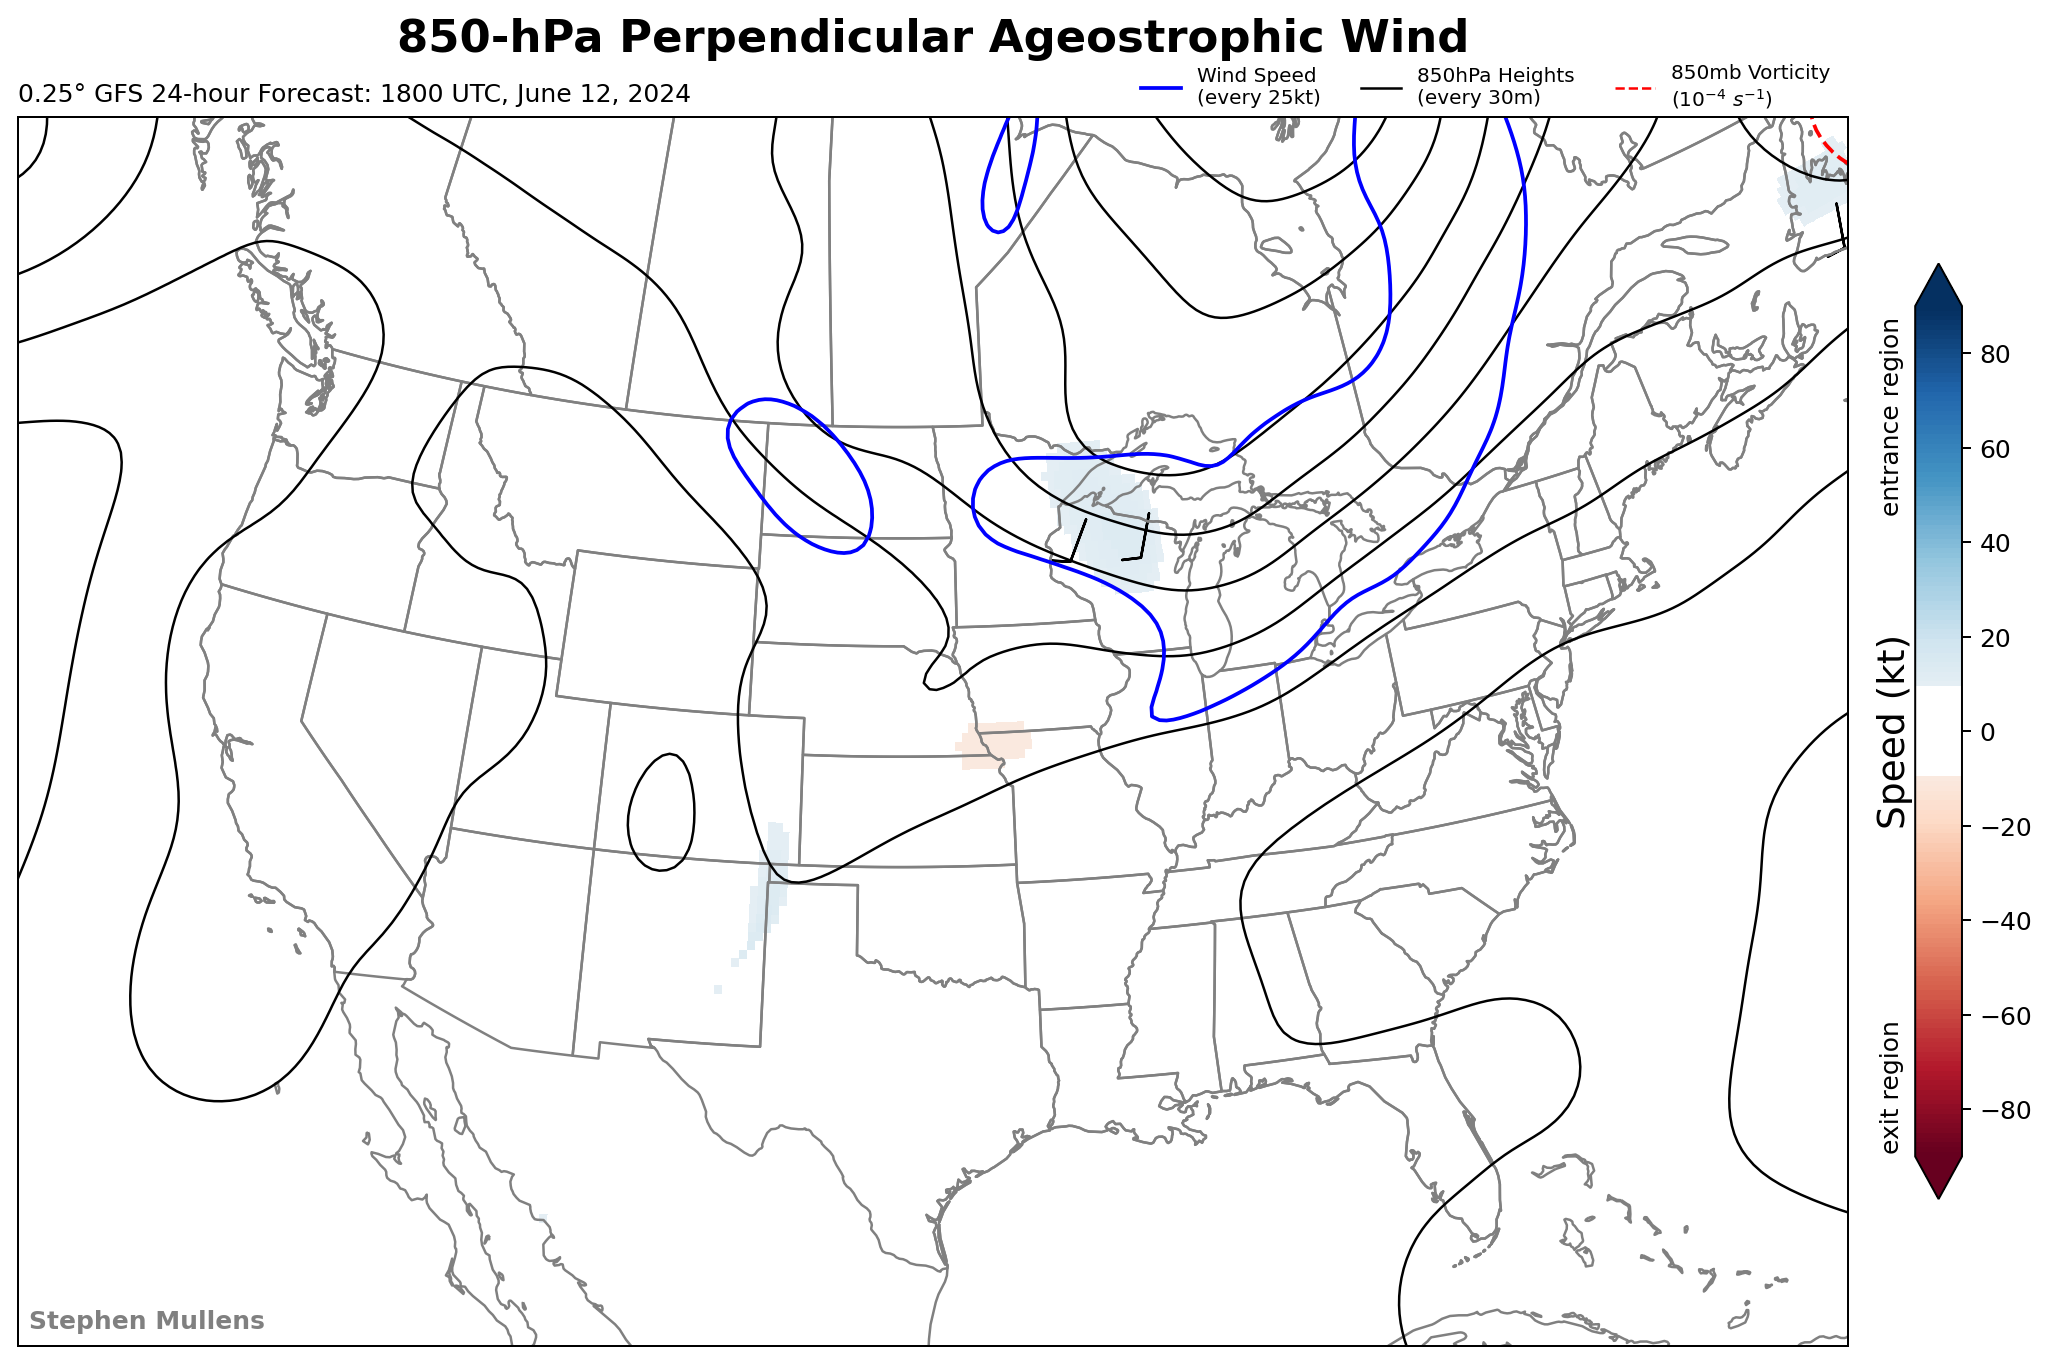 850-hPa Perpendicular Ageostrophic Wind
0.25° GFS 24-hour Forecast: 1800 UTC, June 12, 2024
Wind Speed
(every 25kt)
850hPa Heights
(every 30m)
850mb Vorticity
(10⁻⁴ s⁻¹)
entrance region
Speed (kt)
exit region
80
60
40
20
0
−20
−40
−60
−80
Stephen Mullens